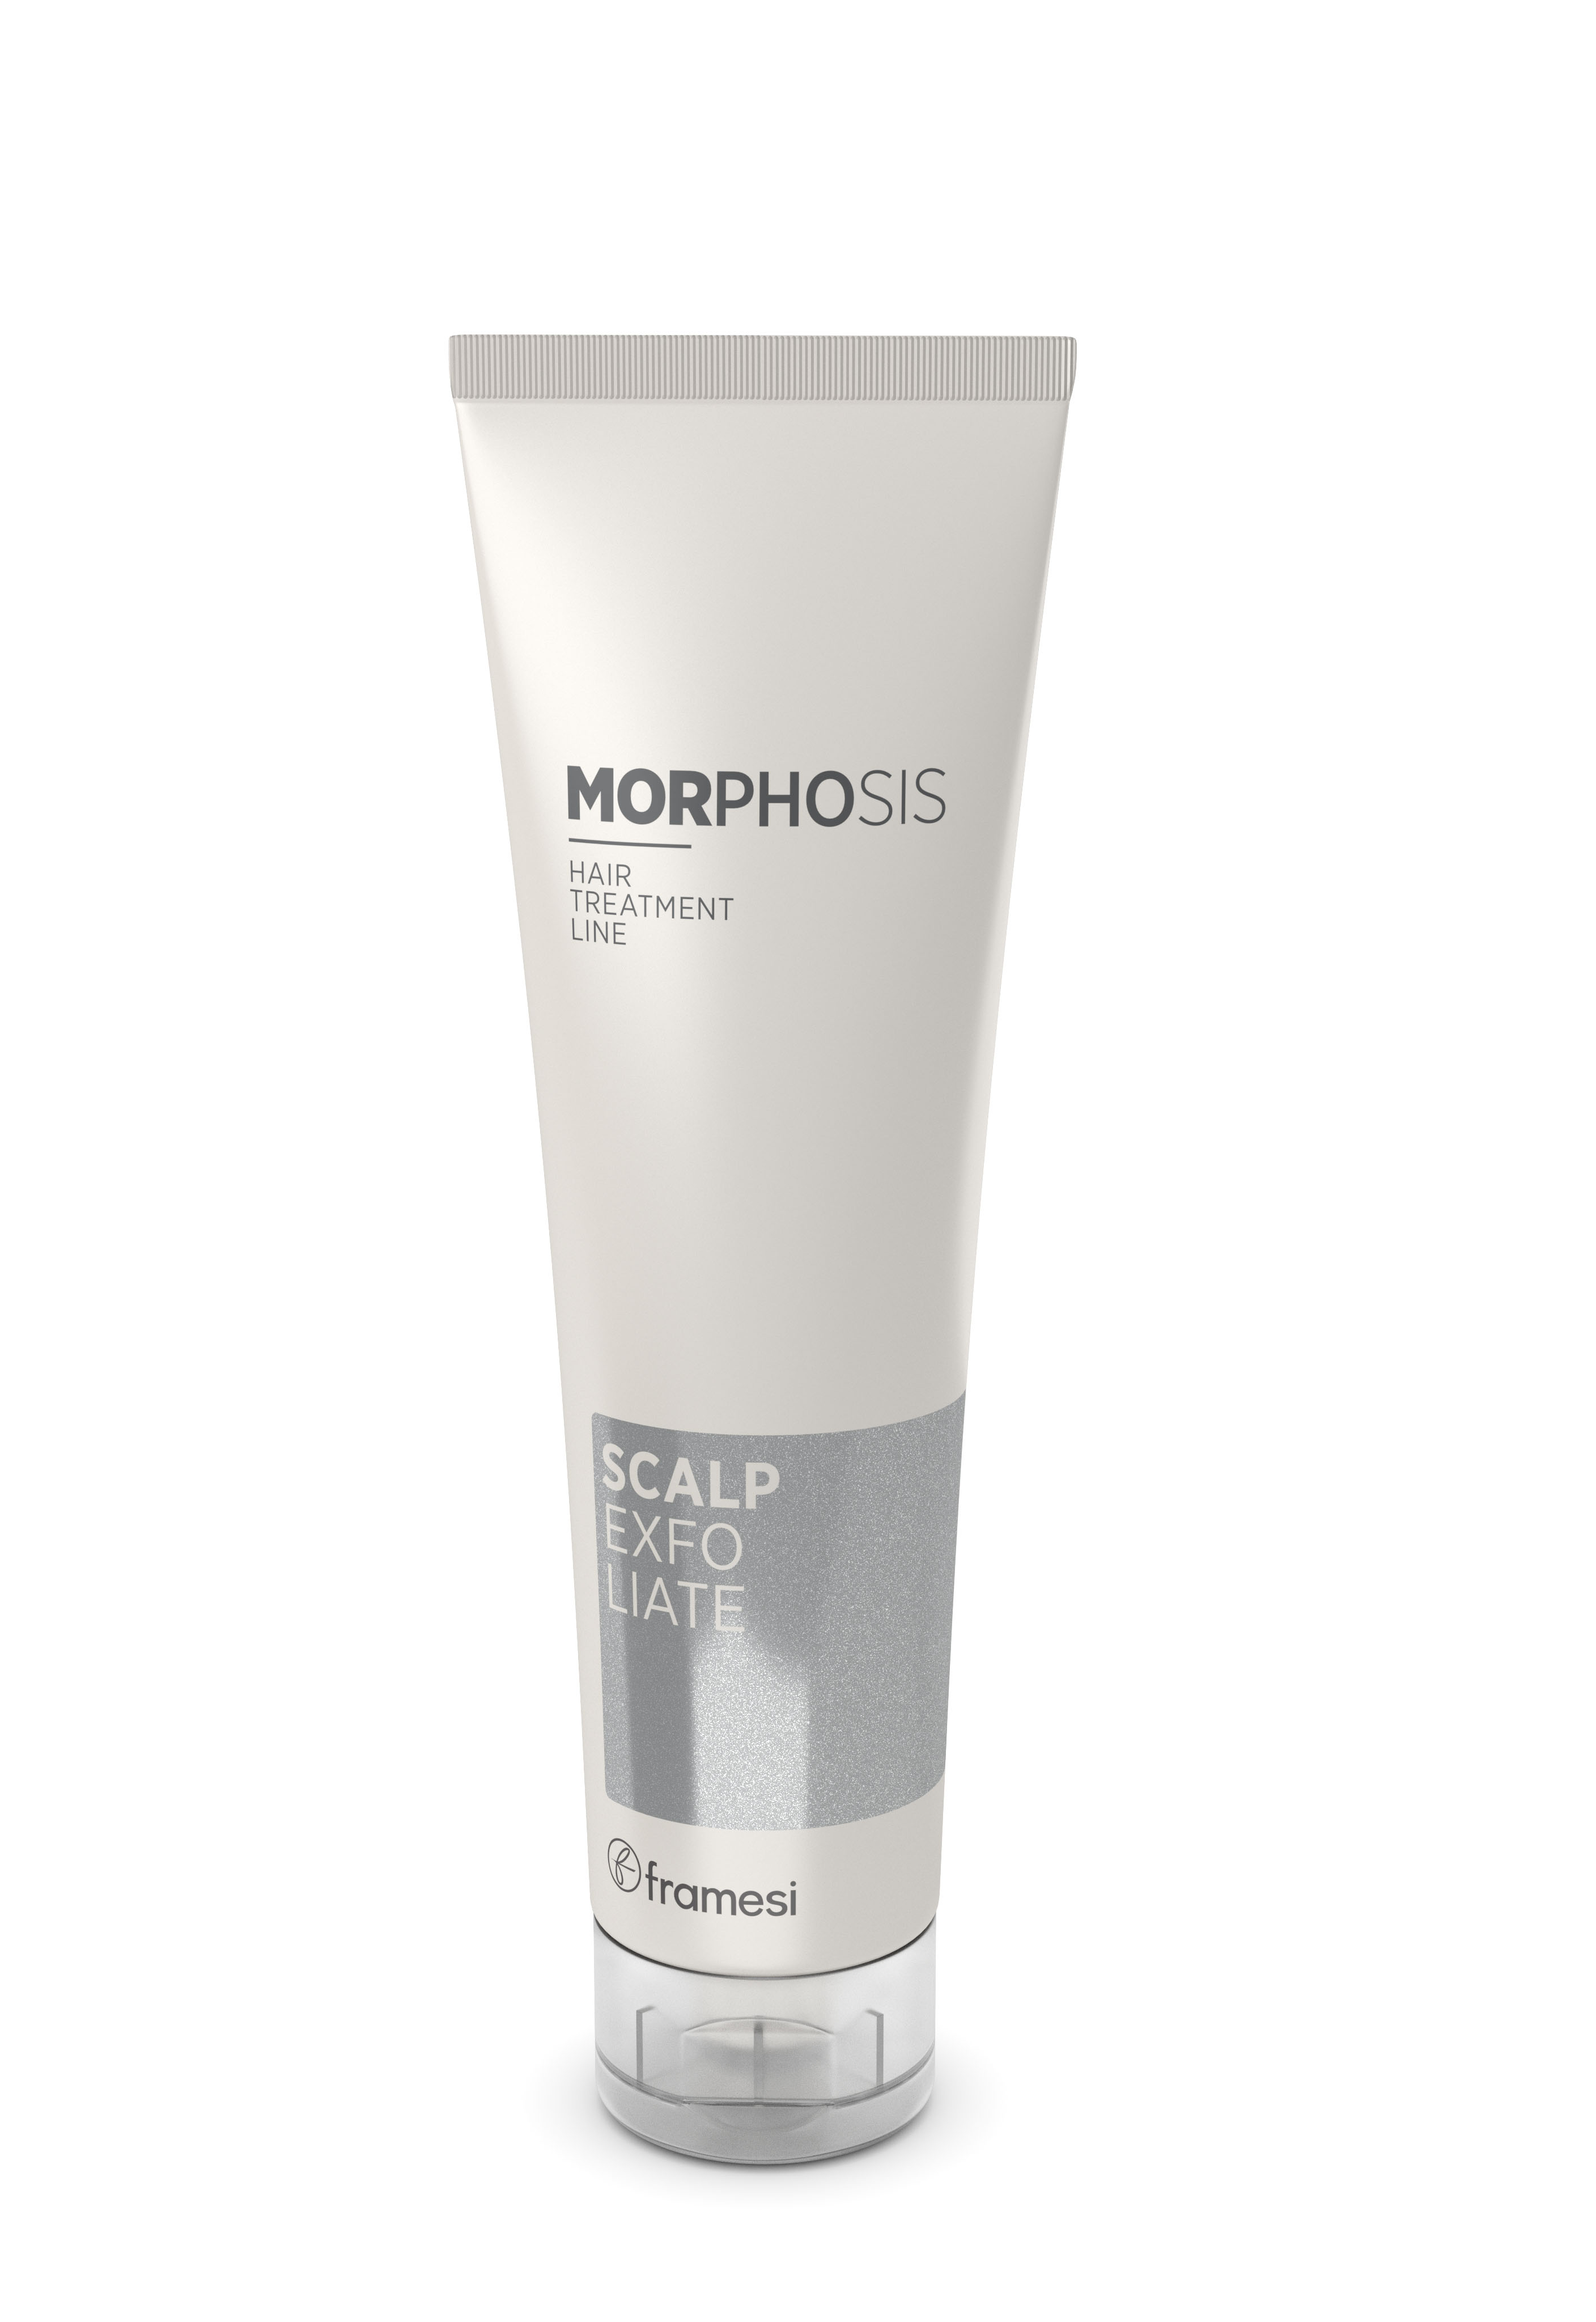 MORPHOSIS
HAIR
TREATMENT
LINE
SCALP
EXFO
LIATE
framesi